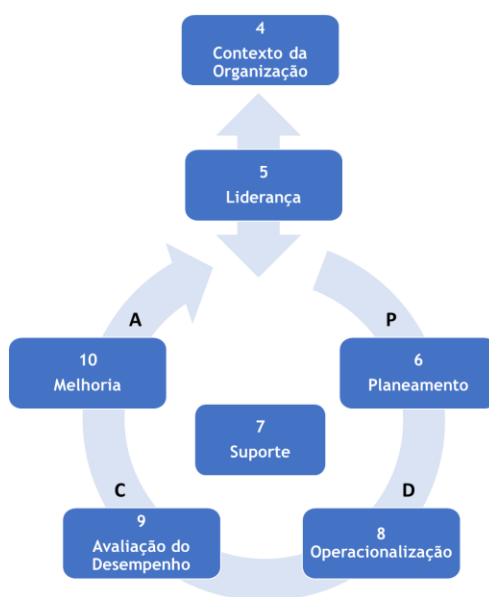 4
Contexto da
Organização
5
Liderança
A
P
10
Melhoria
6
Planeamento
7
Suporte
C
D
9
Avaliação do
Desempenho
8
Operacionalização